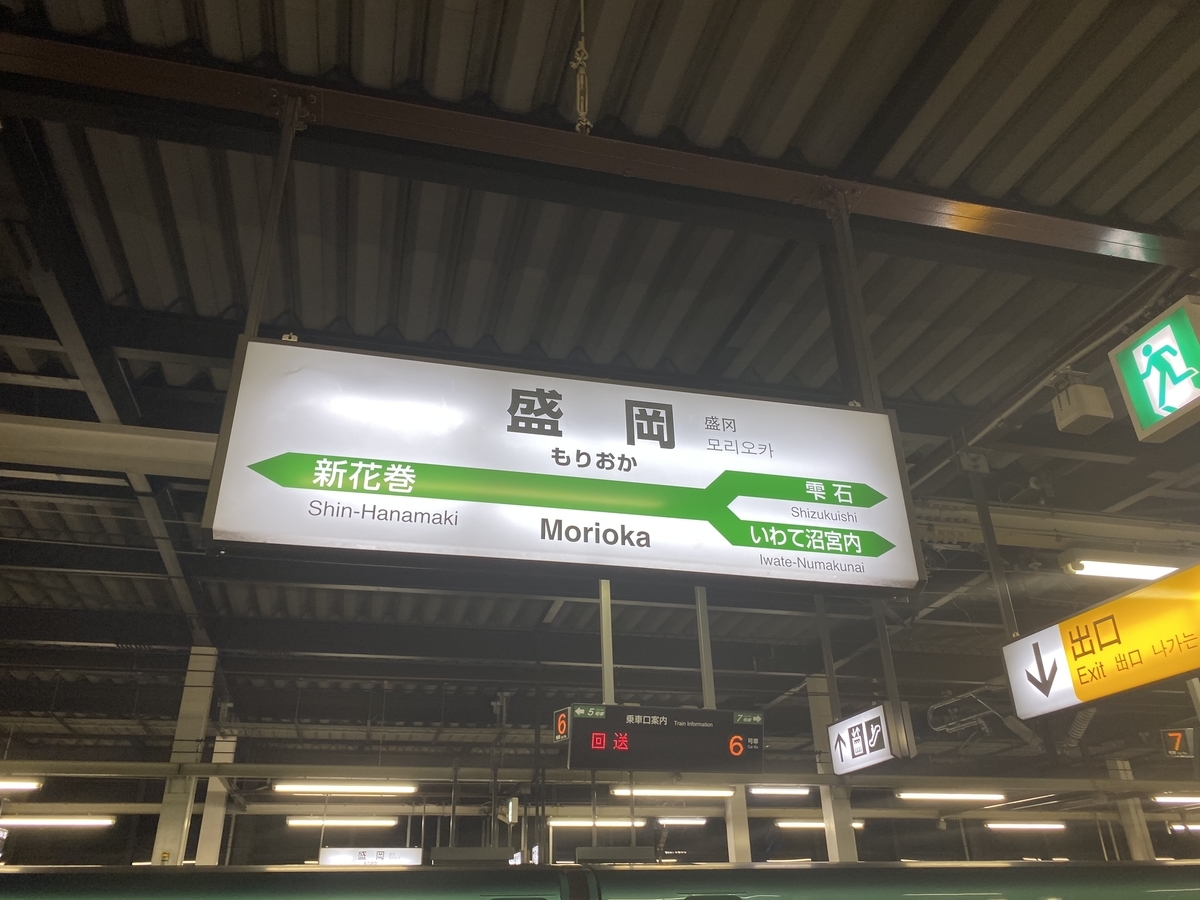 盛岡
盛冈
모리오카
もりおか
新花巻
Shin-Hanamaki
Morioka
雫石
Shizukuishi
いわて沼宮内
Iwate-Numakunai
出口
Exit 出口 나가는
6
5
乗車口案内 Train Information
7
回送
6 号車
7
盛岡